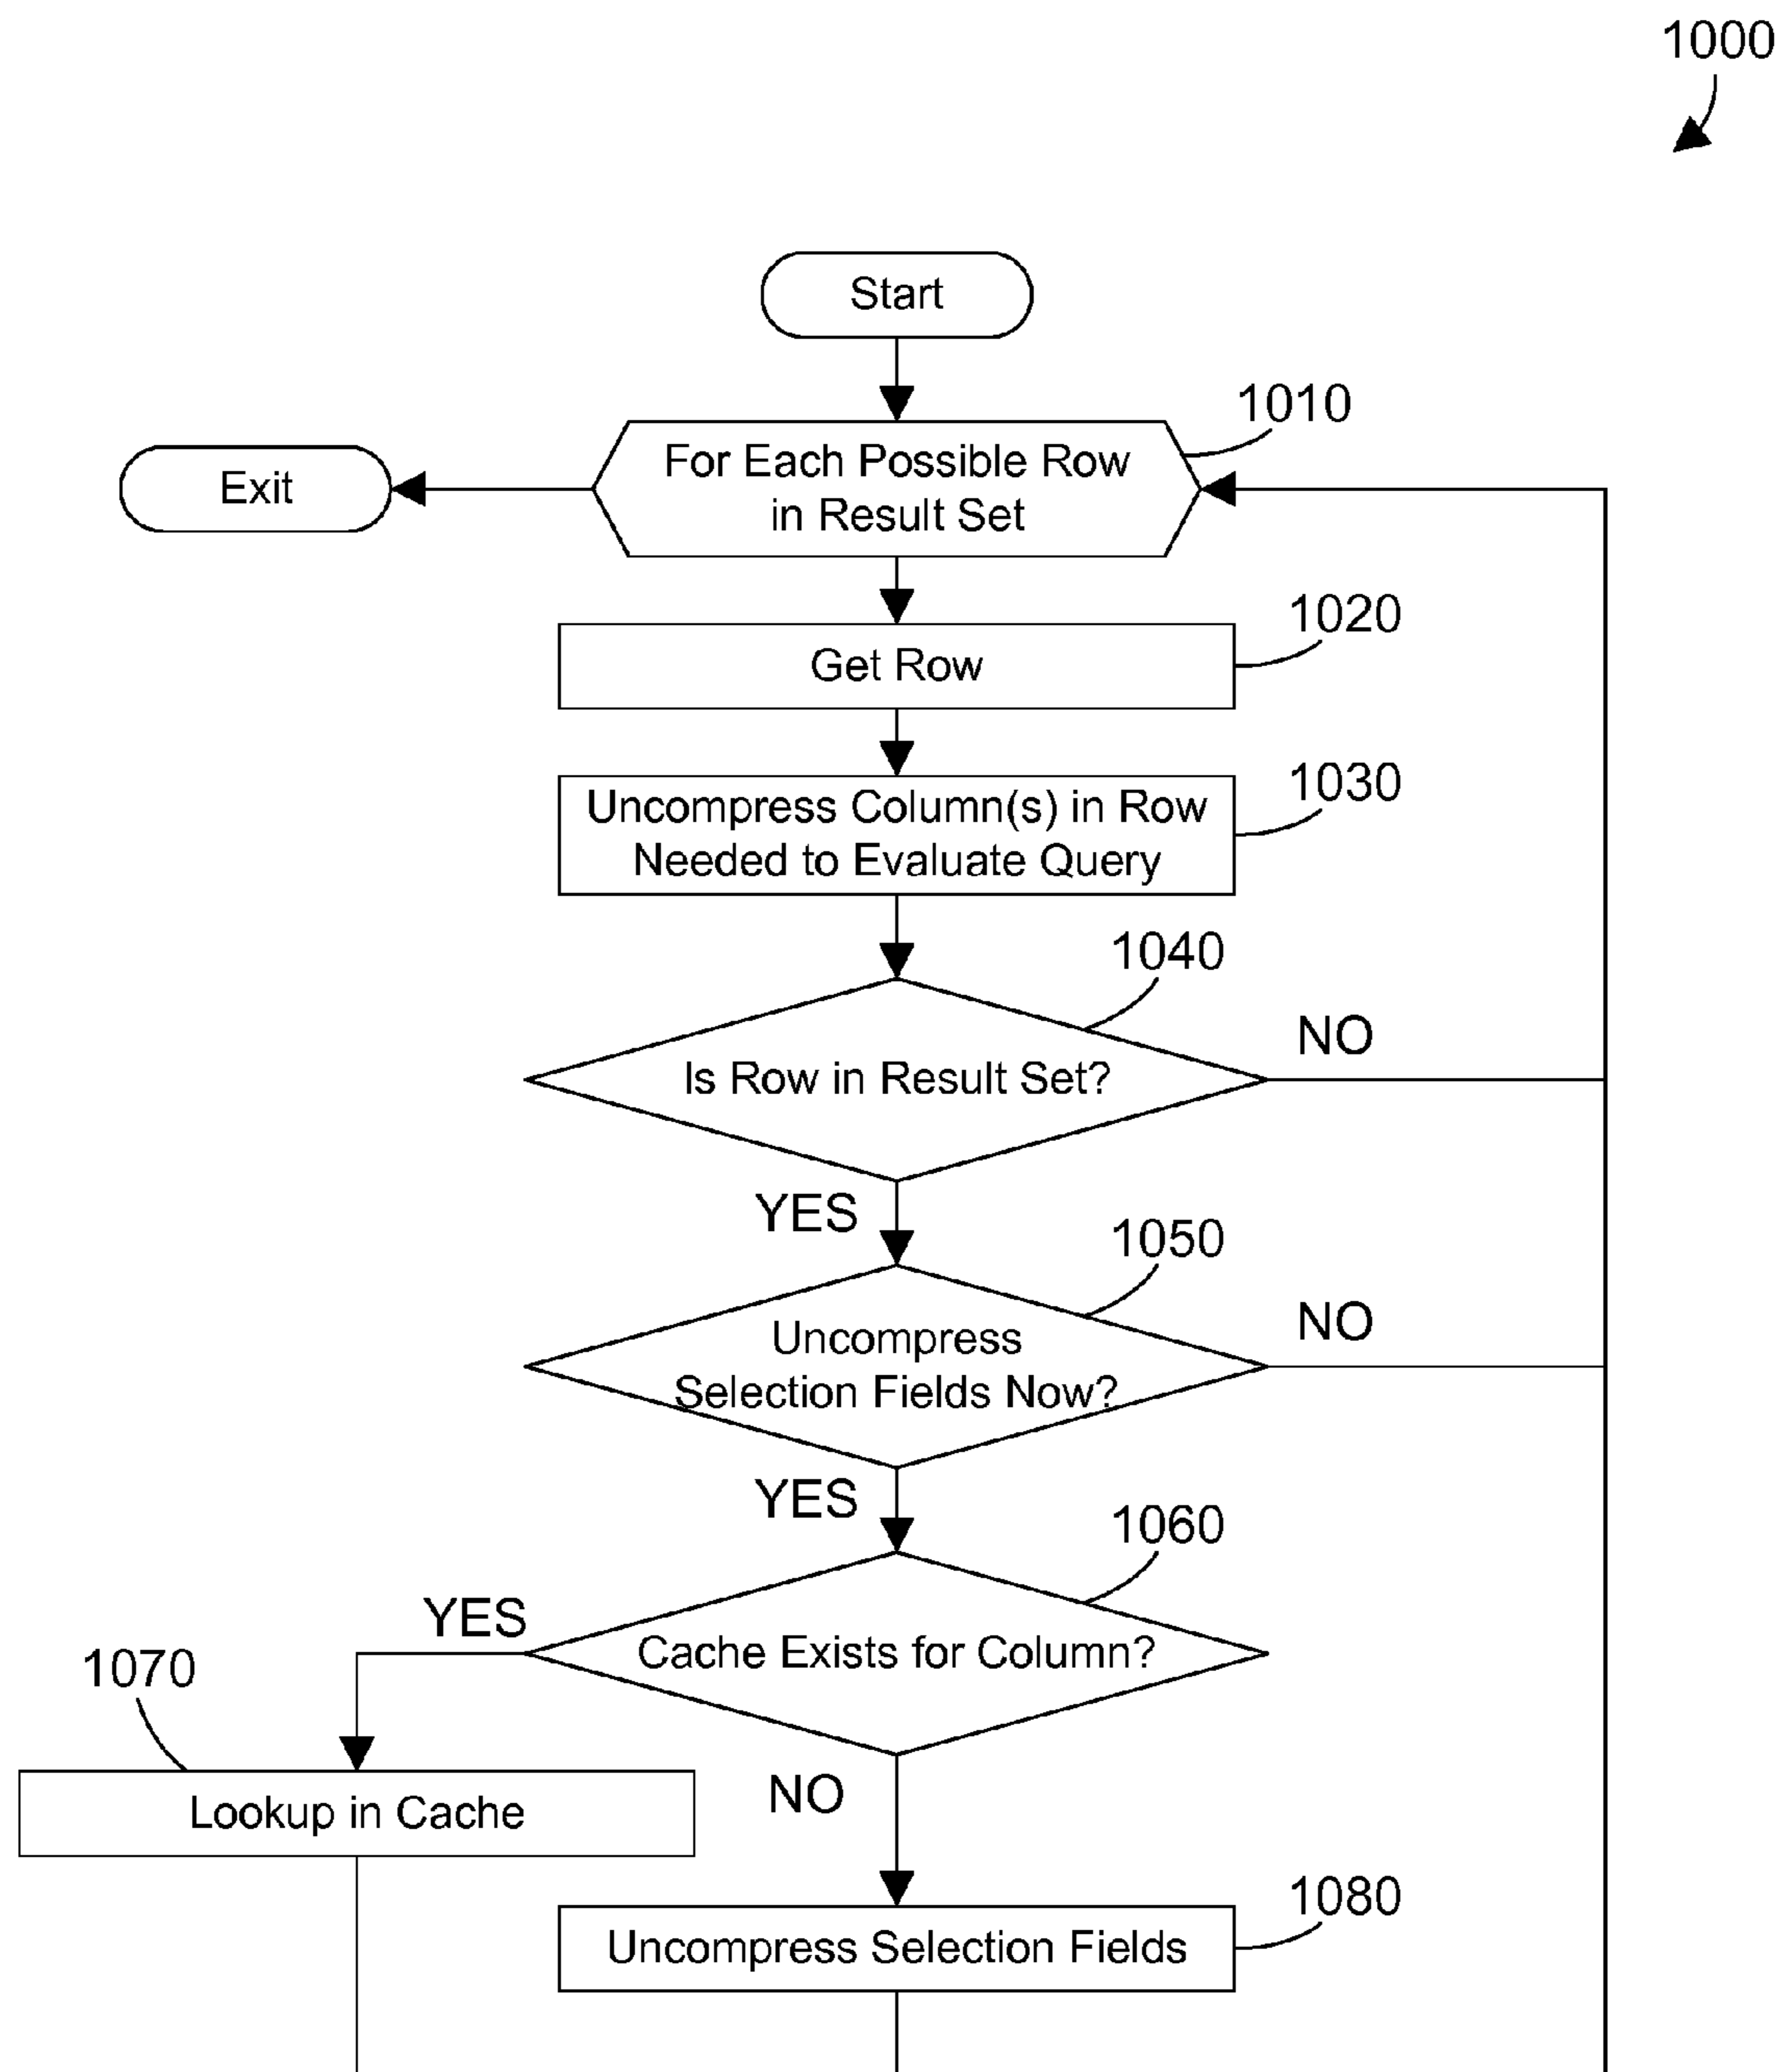 1000
Start
1010
For Each Possible Row
in Result Set
Exit
1020
Get Row
1030
Uncompress Column(s) in Row
Needed to Evaluate Query
1040
Is Row in Result Set?
NO
YES
1050
Uncompress
Selection Fields Now?
NO
YES
1060
Cache Exists for Column?
YES
1070
Lookup in Cache
NO
1080
Uncompress Selection Fields